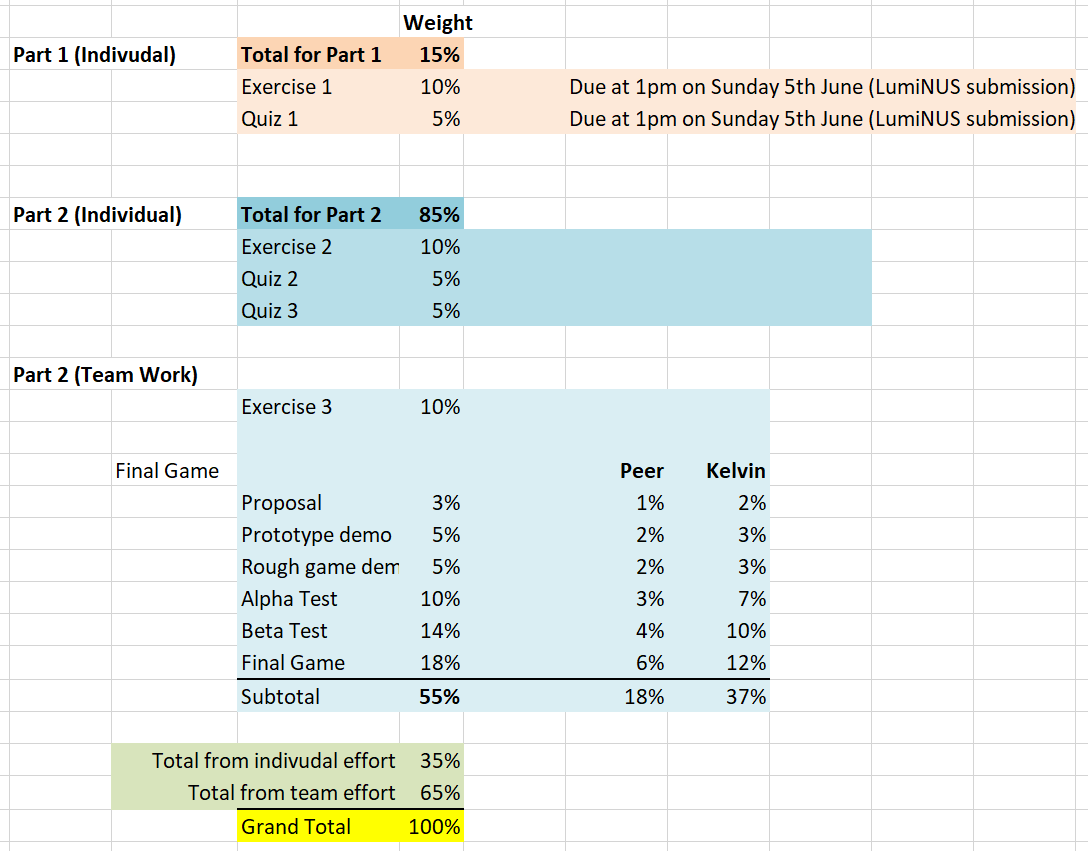 Weight
Part 1 (Indivudal) Total for Part 1 15%
Exercise 1 10% Due at 1pm on Sunday 5th June (LumiNUS submission)
Quiz 1 5% Due at 1pm on Sunday 5th June (LumiNUS submission)
Part 2 (Individual) Total for Part 2 85%
Exercise 2 10%
Quiz 2 5%
Quiz 3 5%
Part 2 (Team Work)
Exercise 3 10%
Final Game Peer Kelvin
Proposal 3% 1% 2%
Prototype demo 5% 2% 3%
Rough game dem 5% 2% 3%
Alpha Test 10% 3% 7%
Beta Test 14% 4% 10%
Final Game 18% 6% 12%
Subtotal 55% 18% 37%
Total from indivudal effort 35%
Total from team effort 65%
Grand Total 100%